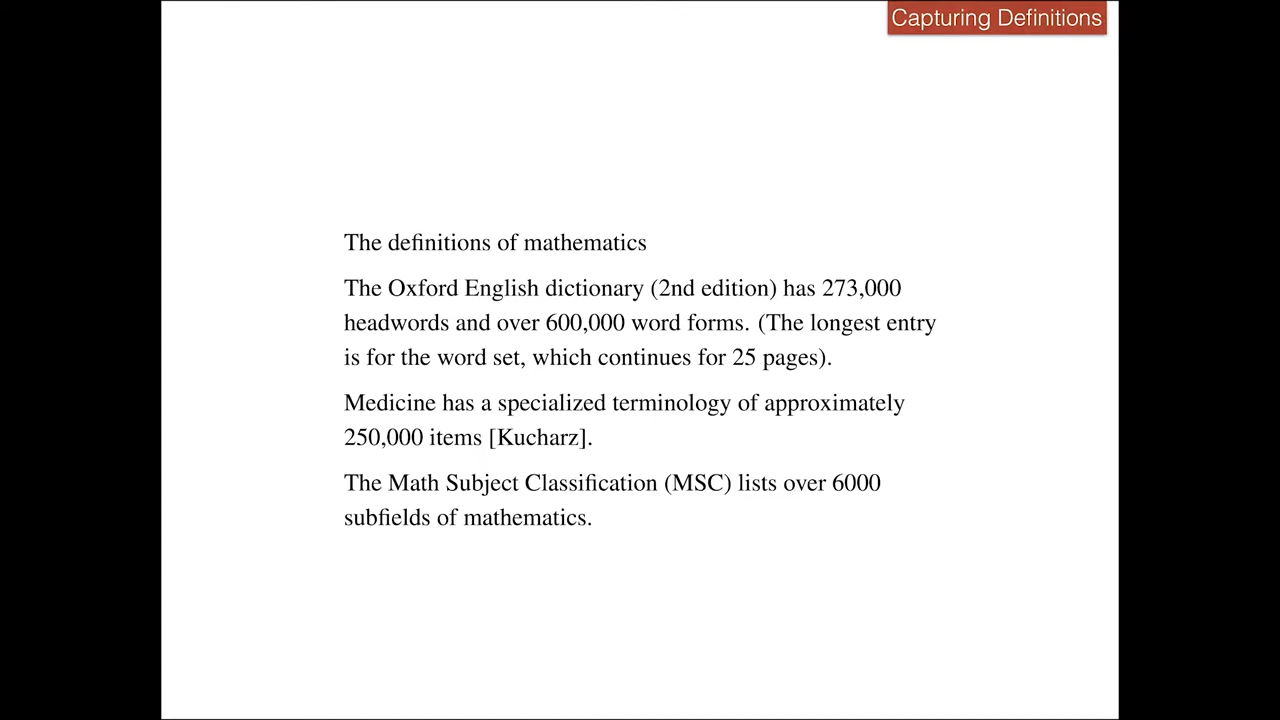 Capturing Definitions
The definitions of mathematics
The Oxford English dictionary (2nd edition) has 273,000
headwords and over 600,000 word forms. (The longest entry
is for the word set, which continues for 25 pages).
Medicine has a specialized terminology of approximately
250,000 items [Kucharz].
The Math Subject Classification (MSC) lists over 6000
subfields of mathematics.